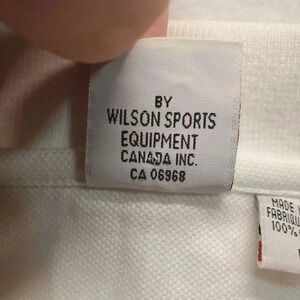 BY
WILSON SPORTS
EQUIPMENT
CANADA INC.
CA 06968
MADE
FABRIQU
100%